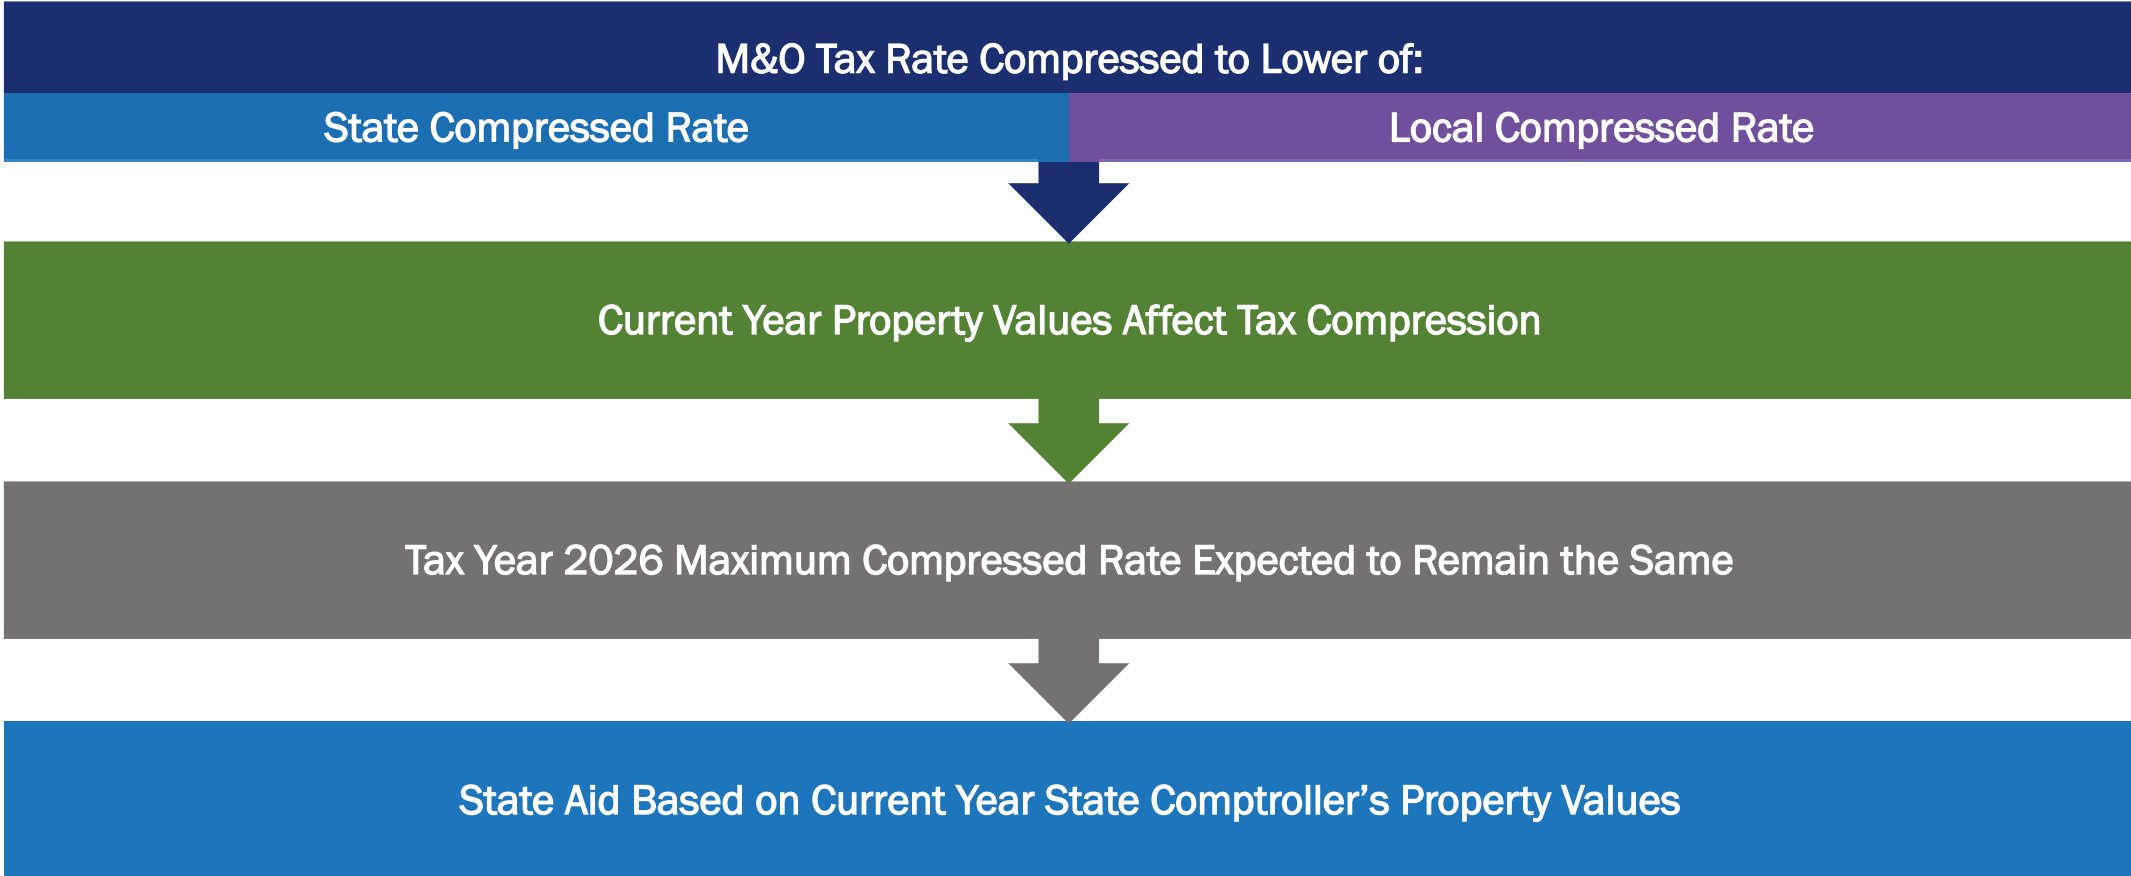 M&O Tax Rate Compressed to Lower of:
State Compressed Rate
Local Compressed Rate
Current Year Property Values Affect Tax Compression
Tax Year 2026 Maximum Compressed Rate Expected to Remain the Same
State Aid Based on Current Year State Comptroller’s Property Values